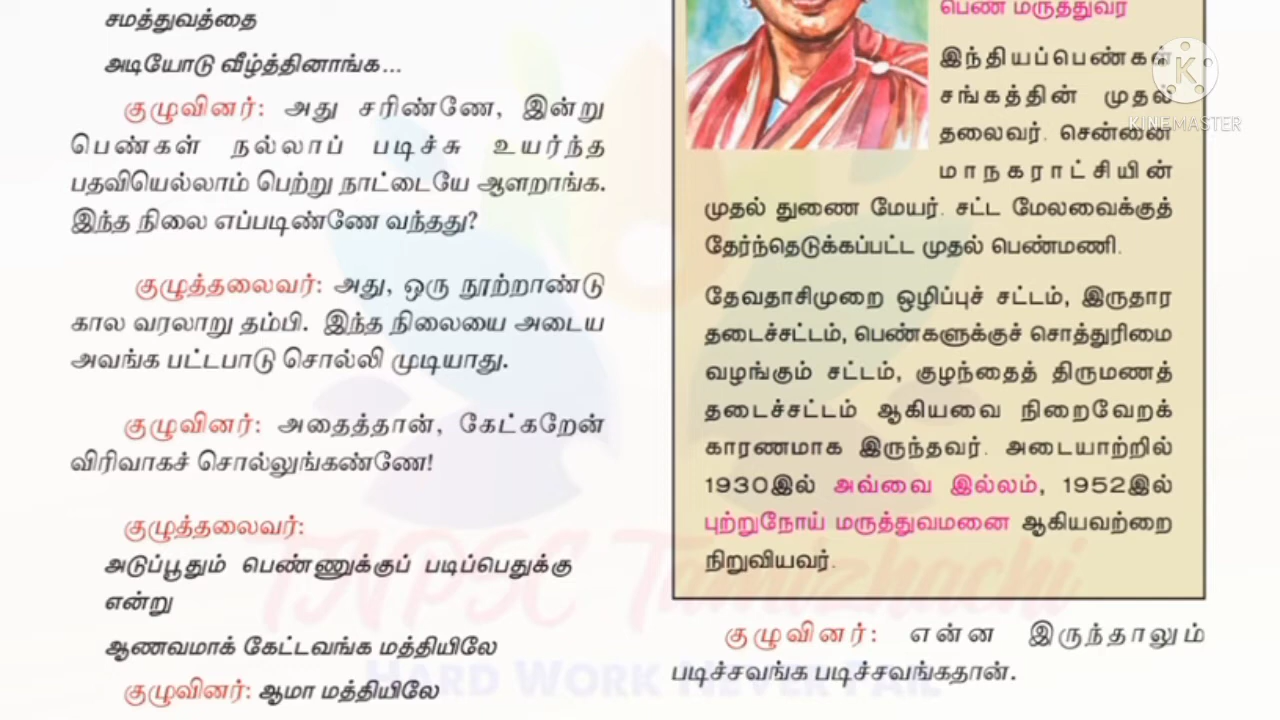 சமத்துவத்தை
அடியோடு வீழ்த்தினாங்க...
குழுவினர்: அது சரிண்ணே, இன்று
பெண்கள் நல்லாப் படிச்சு உயர்ந்த
பதவியெல்லாம் பெற்று நாட்டையே ஆளறாங்க.
இந்த நிலை எப்படிண்ணே வந்தது?
குழுத்தலைவர்: அது, ஒரு நூற்றாண்டு
கால வரலாறு தம்பி. இந்த நிலையை அடைய
அவங்க பட்டபாடு சொல்லி முடியாது.
குழுவினர்: அதைத்தான், கேட்கறேன்
விரிவாகச் சொல்லுங்கண்ணே!
குழுத்தலைவர்:
அடுப்பூதும் பெண்ணுக்குப் படிப்பெதுக்கு
என்று
ஆணவமாக் கேட்டவங்க மத்தியிலே
குழுவினர்: ஆமா மத்தியிலே
பெண் மருத்துவர்
இந்தியப்பெண்கள்
சங்கத்தின் முதல்
தலைவர். சென்னை
மாநகராட்சியின்
முதல் துணை மேயர். சட்ட மேலவைக்குத்
தேர்ந்தெடுக்கப்பட்ட முதல் பெண்மணி.
தேவதாசிமுறை ஒழிப்புச் சட்டம், இருதார
தடைச்சட்டம், பெண்களுக்குச் சொத்துரிமை
வழங்கும் சட்டம், குழந்தைத் திருமணத்
தடைச்சட்டம் ஆகியவை நிறைவேறக்
காரணமாக இருந்தவர். அடையாற்றில்
1930இல் அவ்வை இல்லம், 1952இல்
புற்றுநோய் மருத்துவமனை ஆகியவற்றை
நிறுவியவர்.
குழுவினர்: என்ன இருந்தாலும்
படிச்சவங்க படிச்சவங்கதான்.
K
KINEMASTER
TNPSC Tamizhachi
HARD WORK NEVER FAIL